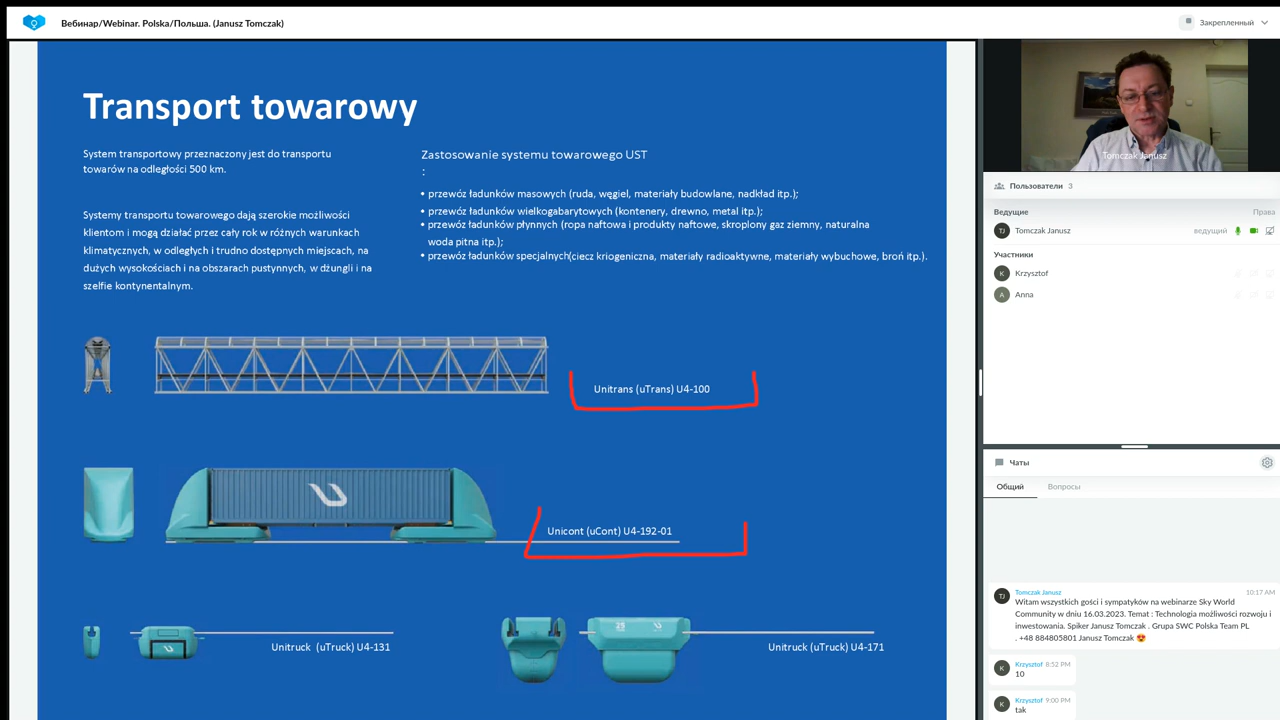 Вебинар/Webinar. Polska/Польша. (Janusz Tomczak)
Закрепленный
Transport towarowy
System transportowy przeznaczony jest do transportu
towarów na odległości 500 km.
Systemy transportu towarowego dają szerokie możliwości
klientom i mogą działać przez cały rok w różnych warunkach
klimatycznych, w odległych i trudno dostępnych miejscach, na
dużych wysokościach i na obszarach pustynnych, w dżungli i na
szelfie kontynentalnym.
Zastosowanie systemu towarowego UST
:
• przewóz ładunków masowych (ruda, węgiel, materiały budowlane, nadkład itp.);
• przewóz ładunków wielkogabarytowych (kontenery, drewno, metal itp.);
• przewóz ładunków płynnych (ropa naftowa i produkty naftowe, skroplony gaz ziemny, naturalna
woda pitna itp.);
• przewóz ładunków specjalnych(ciecz kriogeniczna, materiały radioaktywne, materiały wybuchowe, broń itp.).
Unitrans (uTrans) U4-100
Unicont (uCont) U4-192-01
Unitruck (uTruck) U4-131
Unitruck (uTruck) U4-171
Tomczak Janusz
Пользователи 3
Ведущие Права
TJ Tomczak Janusz ведущий
Участники
K Krzysztof
A Anna
Чаты
Общий Вопросы
TJ Tomczak Janusz 10:17 AM
Witam wszystkich gości i sympatyków na webinarze Sky World
Community w dniu 16.03.2023. Temat : Technologia możliwości rozwoju i
inwestowania. Spiker Janusz Tomczak . Grupa SWC Polska Team PL
. +48 884805801 Janusz Tomczak 😍
K Krzysztof 8:52 PM
10
K Krzysztof 9:00 PM
tak